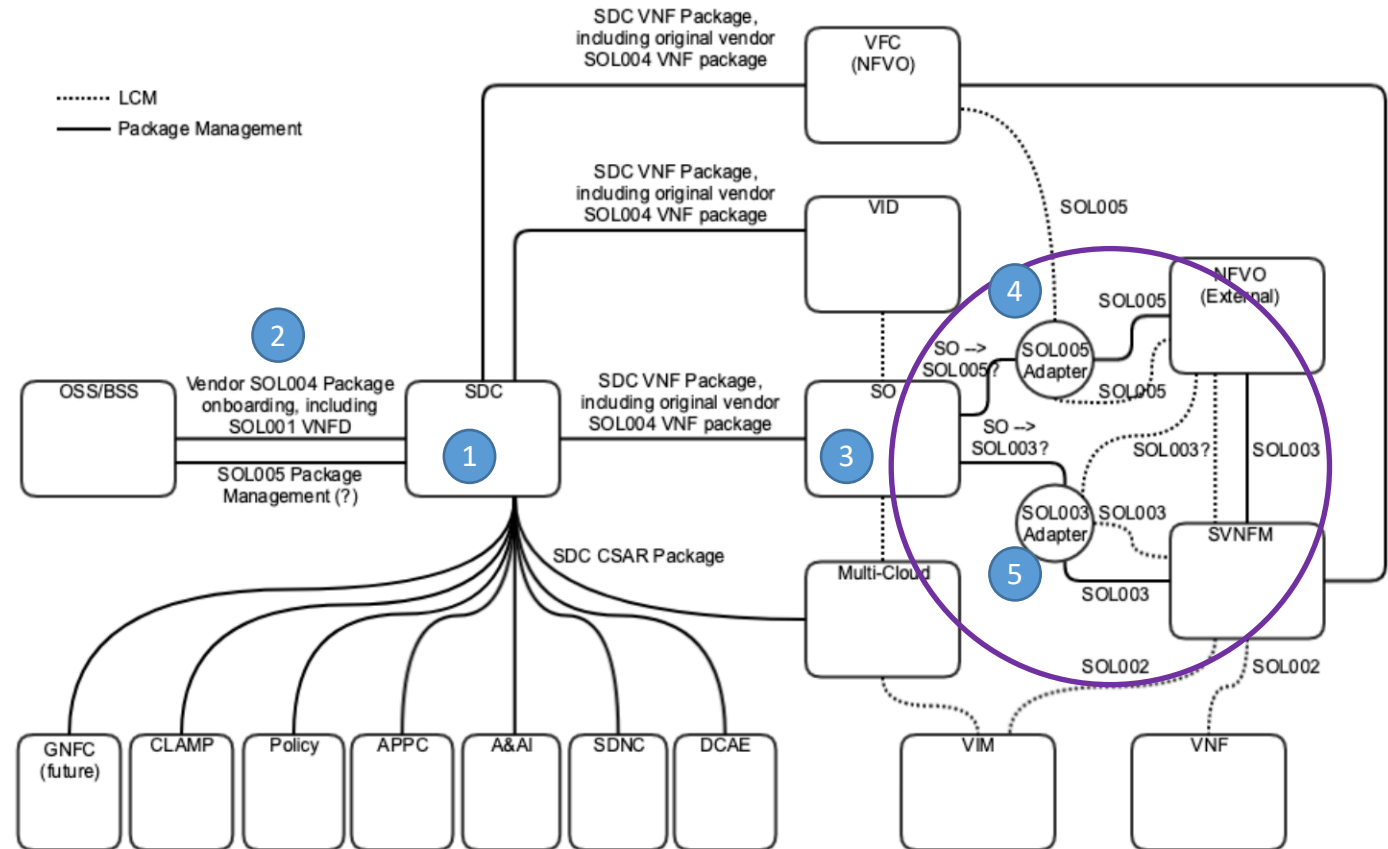 SDC VNF Package,
including original vendor
SOL004 VNF package
VFC
(NFVO)
LCM
Package Management
SDC VNF Package,
including original vendor
SOL004 VNF package
VID
SOL005
4
NFVO
(External)
SOL005
2
SO -->
SOL005?
SOL005
Adapter
SOL005
OSS/BSS
Vendor SOL004 Package
onboarding, including
SOL001 VNFD
SOL005 Package
Management (?)
SDC
1
SDC VNF Package,
including original vendor
SOL004 VNF package
SO
3
SO -->
SOL003?
SOL003?
SOL003
SOL003
Adapter
SOL003
SVNFM
5
SOL003
SDC CSAR Package
Multi-Cloud
SOL002
SOL002
GNFC
(future)
CLAMP
Policy
APPC
A&AI
SDNC
DCAE
VIM
VNF